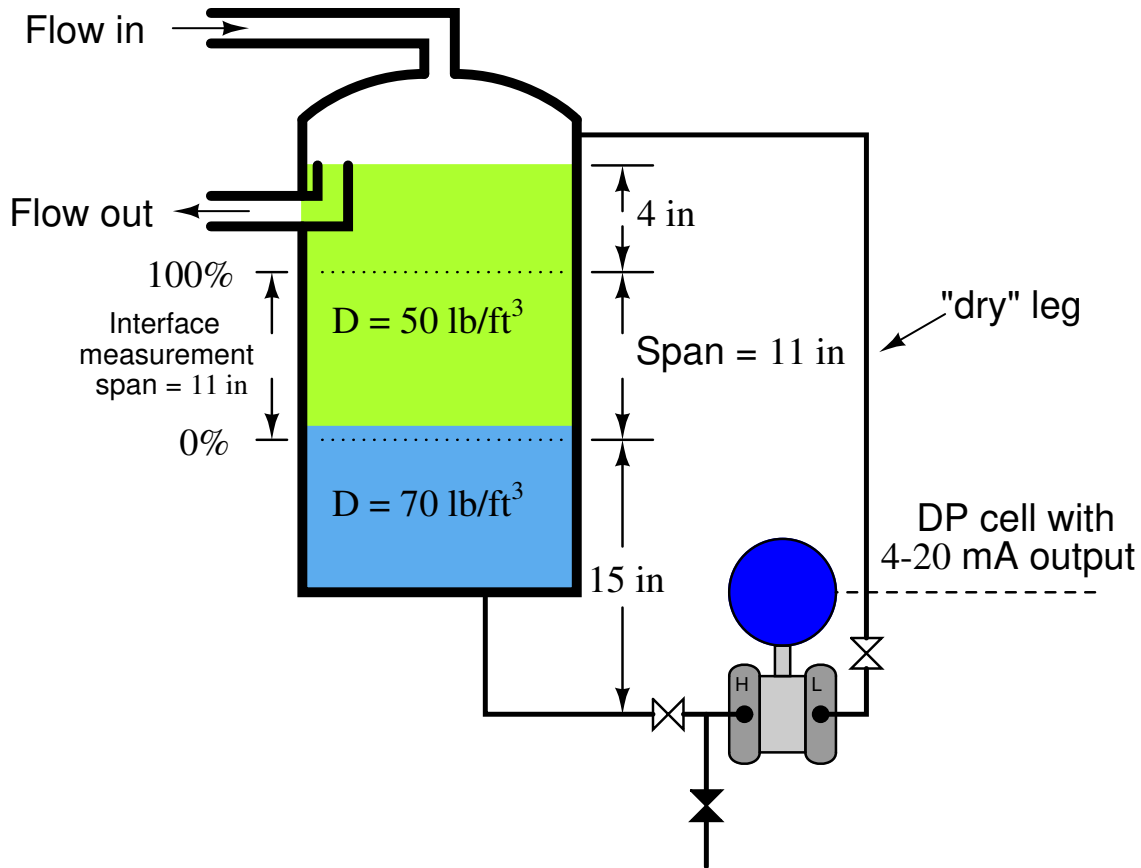 Flow in
Flow out
4 in
100%
"dry" leg
D = 50 lb/ft³
Interface
measurement
span = 11 in
Span = 11 in
0%
D = 70 lb/ft³
DP cell with
4-20 mA output
15 in
H
L